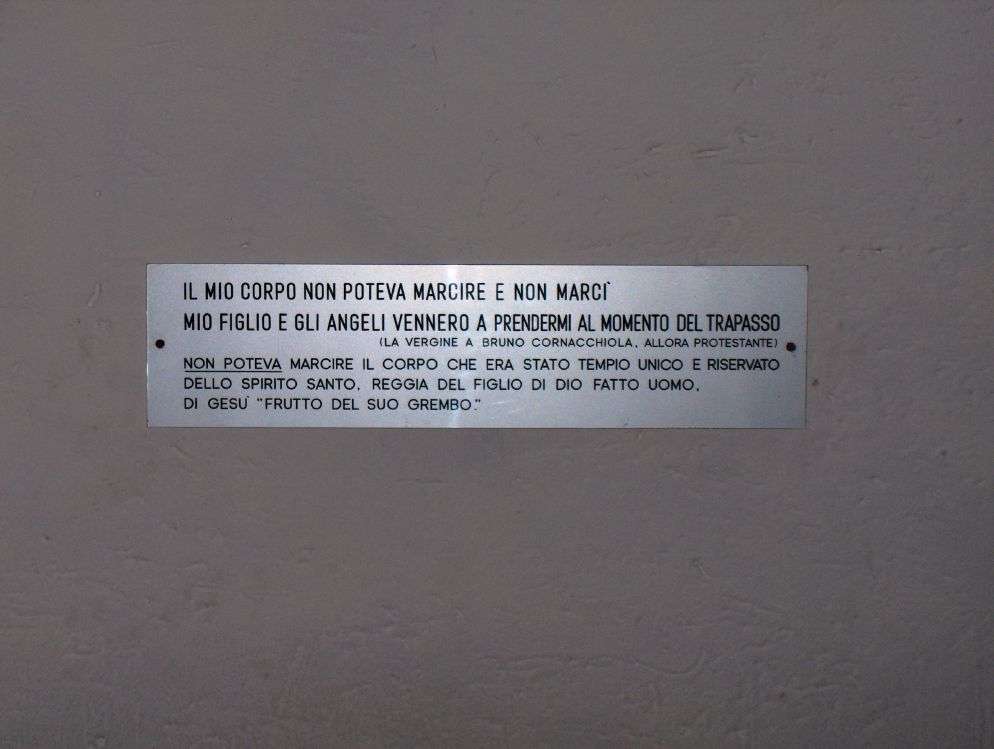 IL MIO CORPO NON POTEVA MARCIRE E NON MARCÌ
MIO FIGLIO E GLI ANGELI VENNERO A PRENDERMI AL MOMENTO DEL TRAPASSO
(LA VERGINE A BRUNO CORNACCHIOLA, ALLORA PROTESTANTE)
NON POTEVA MARCIRE IL CORPO CHE ERA STATO TEMPIO UNICO E RISERVATO
DELLO SPIRITO SANTO, REGGIA DEL FIGLIO DI DIO FATTO UOMO,
DI GESÙ "FRUTTO DEL SUO GREMBO."